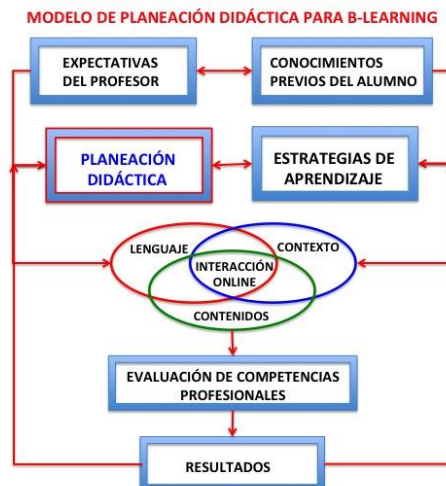 MODELO DE PLANEACIÓN DIDÁCTICA PARA B-LEARNING
EXPECTATIVAS
DEL PROFESOR
CONOCIMIENTOS
PREVIOS DEL ALUMNO
PLANEACIÓN
DIDÁCTICA
ESTRATEGIAS DE
APRENDIZAJE
LENGUAJE
CONTEXTO
INTERACCIÓN
ONLINE
CONTENIDOS
EVALUACIÓN DE COMPETENCIAS
PROFESIONALES
RESULTADOS